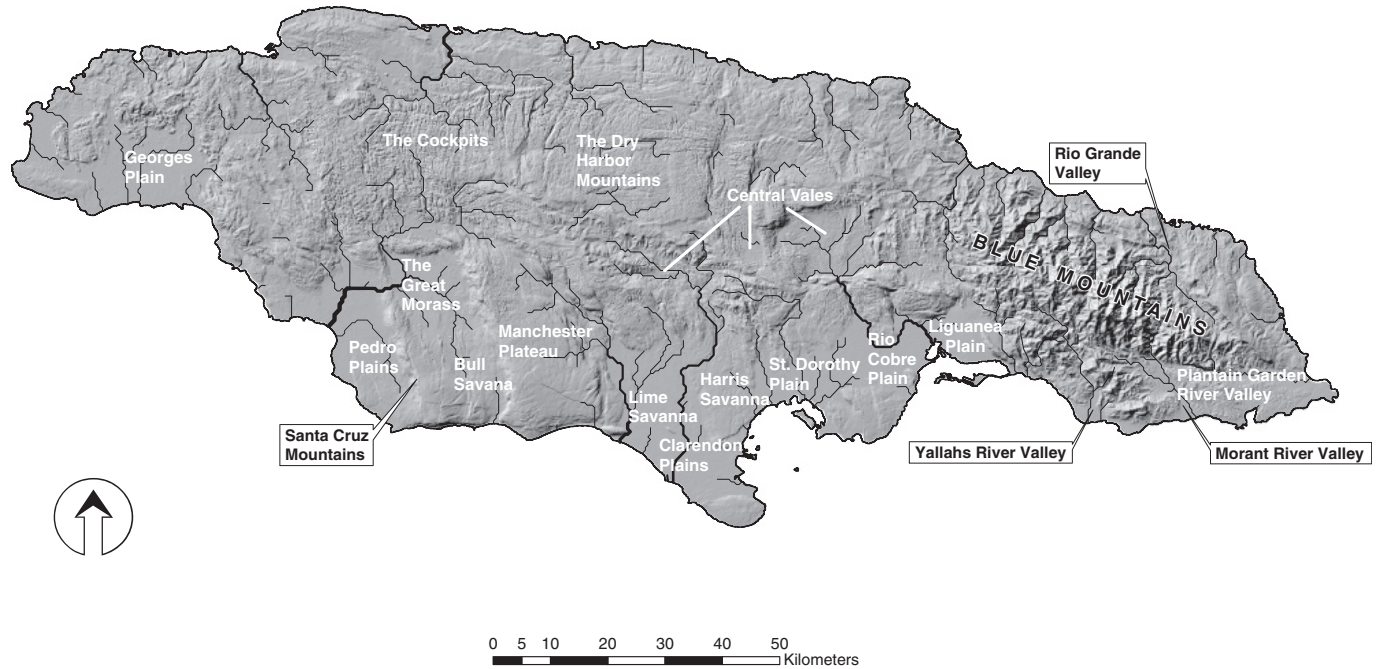 Rio Grande
Valley
The Cockpits
The Dry
Harbor
Mountains
Georges
Plain
Central Vales
BLUE MOUNTAINS
The
Great
Morass
Manchester
Plateau
Pedro
Plains
Bull
Savana
Liguanea
Plain
Rio
Cobre
Plain
St. Dorothy
Plain
Harris
Savanna
Lime
Savanna
Plantain Garden
River Valley
Clarendon
Plains
Santa Cruz
Mountains
Yallahs River Valley
Morant River Valley
0 5 10 20 30 40 50
Kilometers